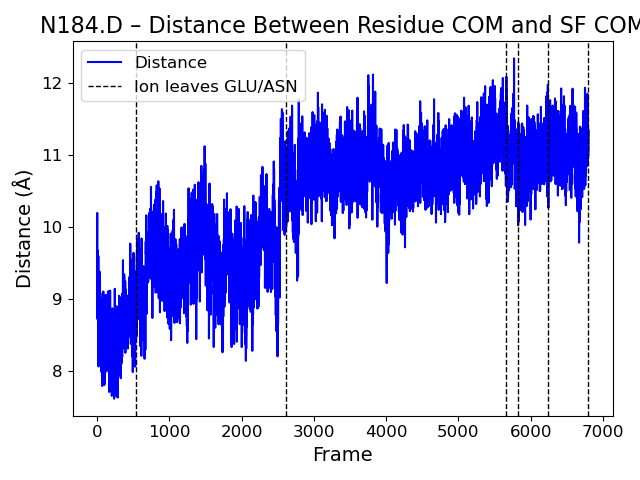 N184.D – Distance Between Residue COM and SF COM
Distance
Ion leaves GLU/ASN
Distance (Å)
12
11
10
9
8
0 1000 2000 3000 4000 5000 6000 7000
Frame